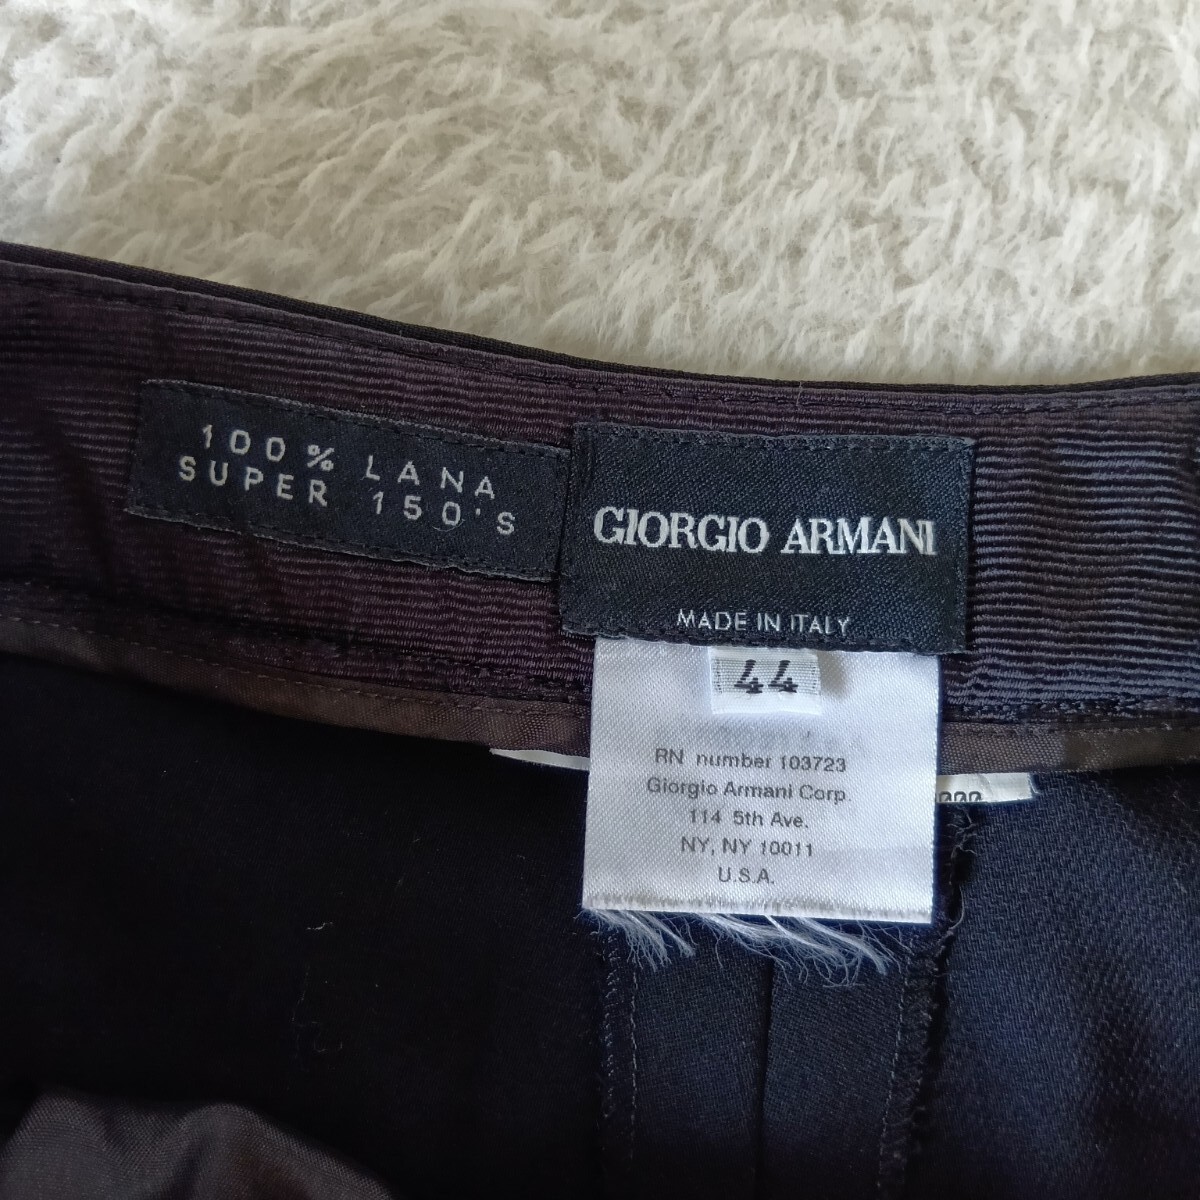 100% LANA
SUPER 150'S
GIORGIO ARMANI
MADE IN ITALY
44
RN number 103723
Giorgio Armani Corp.
114 5th Ave.
NY, NY 10011
U.S.A.